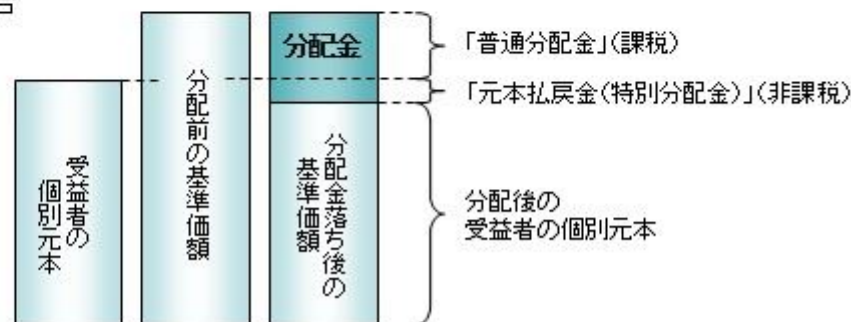 受益者の
個別元本
分配前の基準価額
分配金
分配金落ち後の
基準価額
「普通分配金」(課税)
「元本払戻金(特別分配金)」(非課税)
分配後の
受益者の個別元本